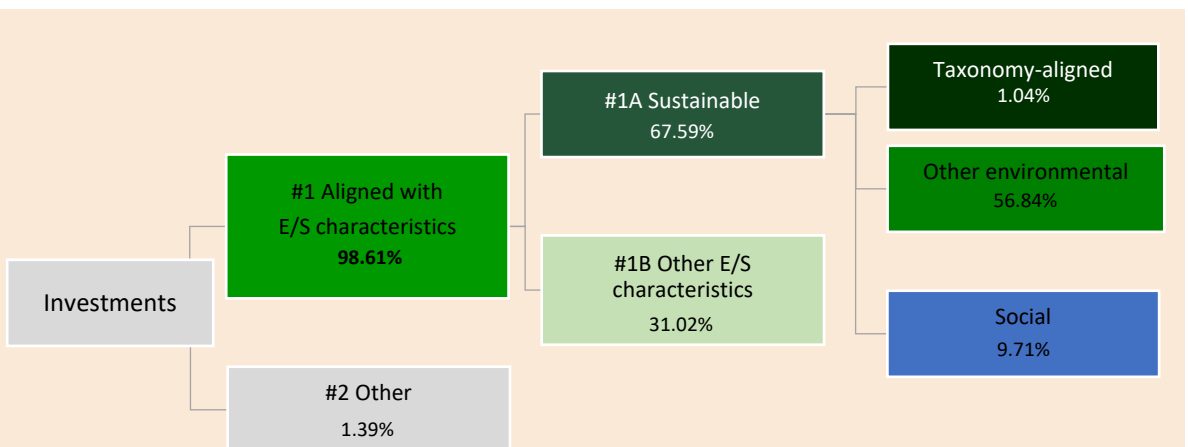 Investments
#1 Aligned with
E/S characteristics
98.61%
#2 Other
1.39%
#1A Sustainable
67.59%
#1B Other E/S
characteristics
31.02%
Taxonomy-aligned
1.04%
Other environmental
56.84%
Social
9.71%